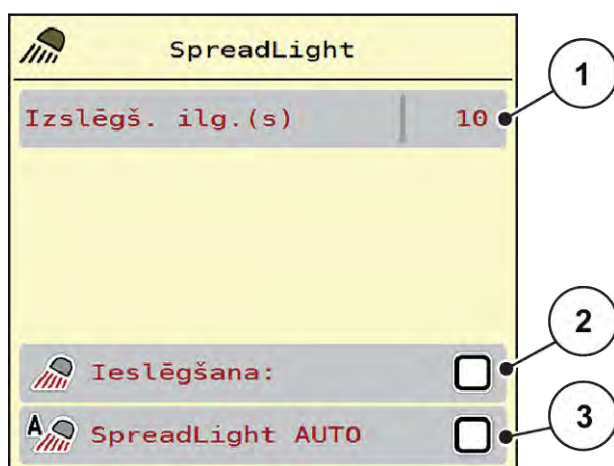 SpreadLight
Izslēgš. ilg.(s) 10
1
Ieslēgšana:
2
A
SpreadLight AUTO
3